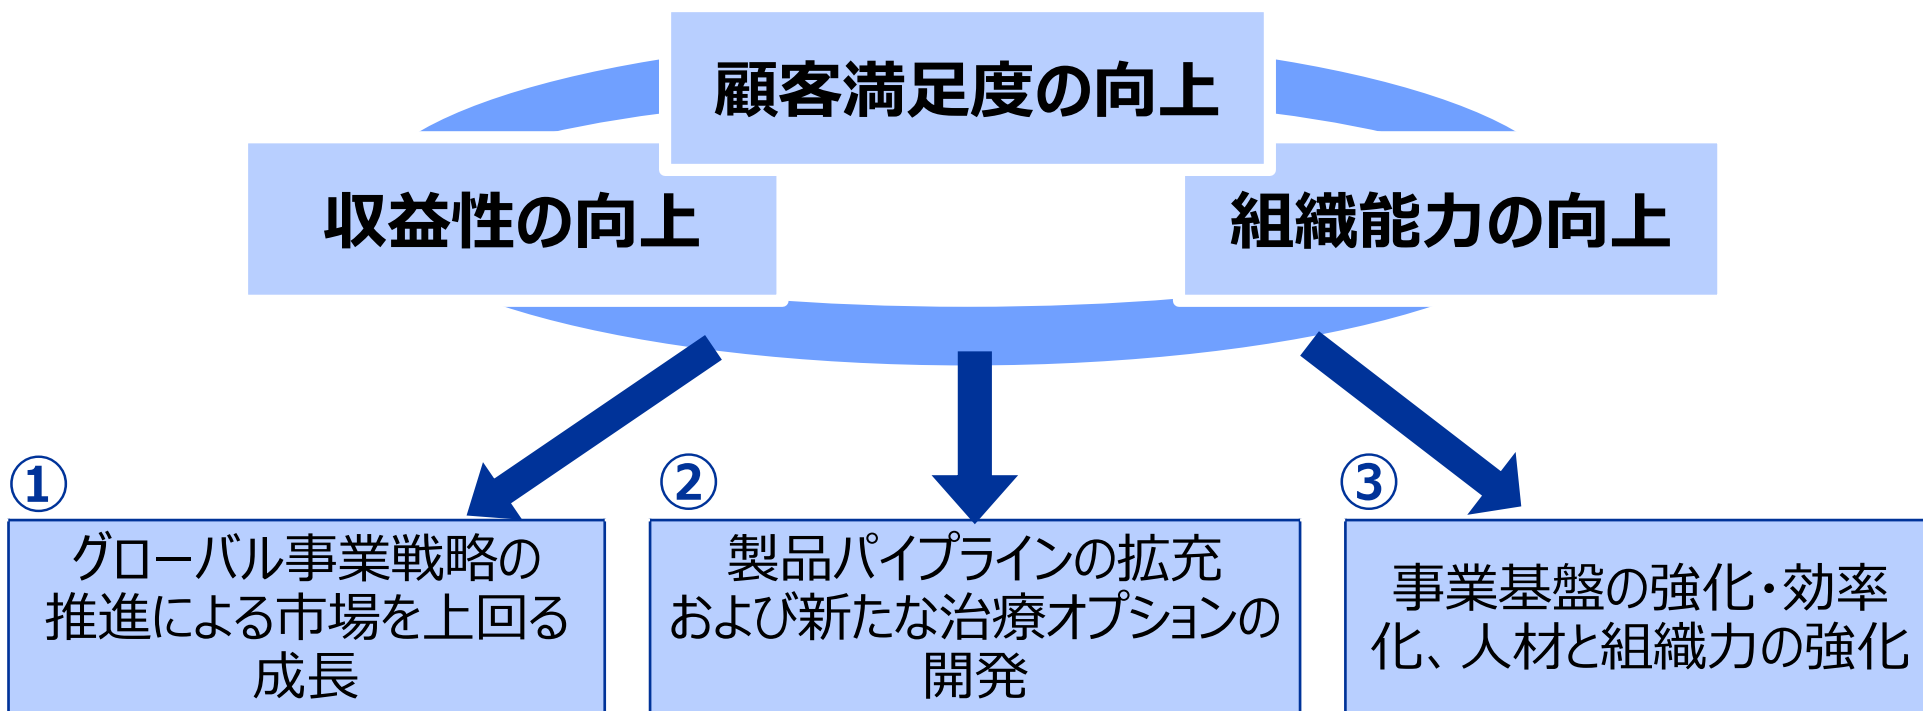 顧客満足度の向上
収益性の向上
組織能力の向上
①
グローバル事業戦略の
推進による市場を上回る
成長
②
製品パイプラインの拡充
および新たな治療オプションの
開発
③
事業基盤の強化・効率
化、人材と組織力の強化